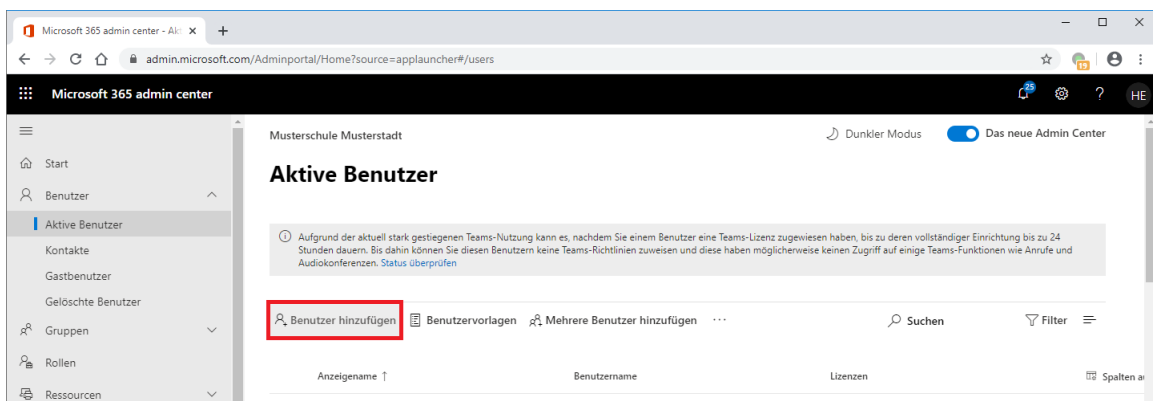 Microsoft 365 admin center - Ak
admin.microsoft.com/Adminportal/Home?source=applauncher#/users
19
Microsoft 365 admin center
25
?
HE
Musterschule Musterstadt
Dunkler Modus
Das neue Admin Center
Start
Aktive Benutzer
Benutzer
Aktive Benutzer
Kontakte
Gastbenutzer
Gelöschte Benutzer
Gruppen
Rollen
Ressourcen
Aufgrund der aktuell stark gestiegenen Teams-Nutzung kann es, nachdem Sie einem Benutzer eine Teams-Lizenz zugewiesen haben, bis zu deren vollständiger Einrichtung bis zu 24
Stunden dauern. Bis dahin können Sie diesen Benutzern keine Teams-Richtlinien zuweisen und diese haben möglicherweise keinen Zugriff auf einige Teams-Funktionen wie Anrufe und
Audiokonferenzen. Status überprüfen
Benutzer hinzufügen Benutzervorlagen Mehrere Benutzer hinzufügen ... Suchen Filter
Anzeigename ↑ Benutzername Lizenzen Spalten